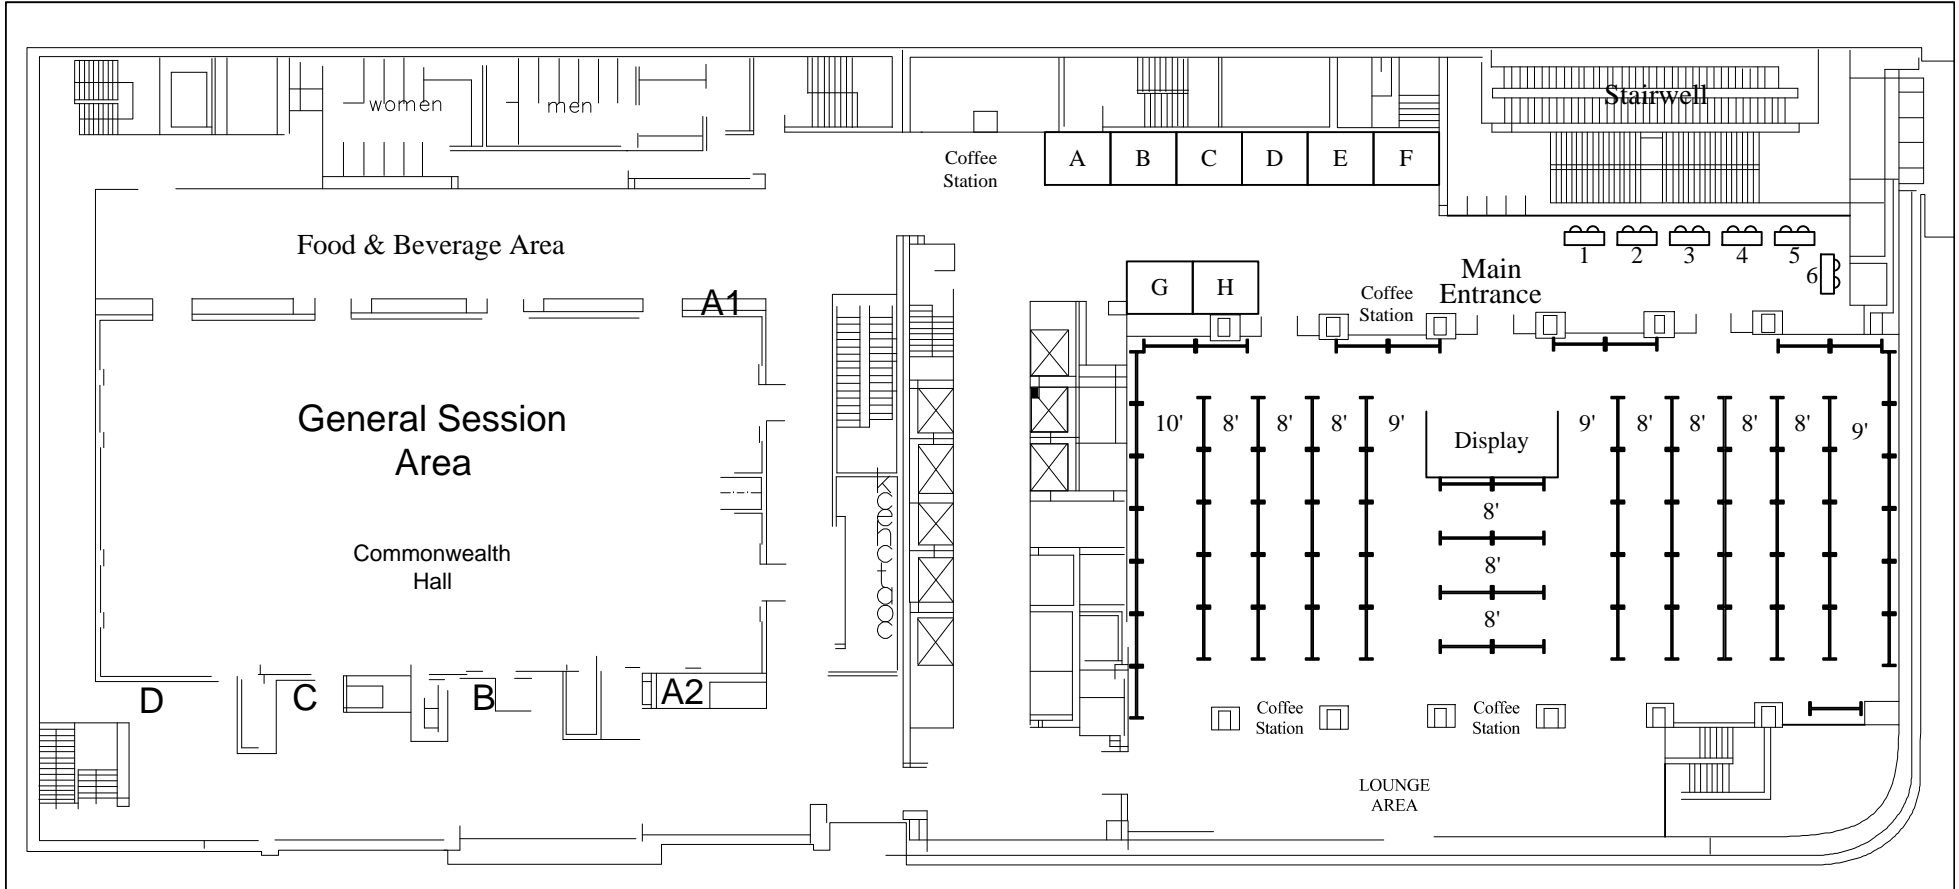 women
men
Stairwell
Coffee
Station
A
B
C
D
E
F
Food & Beverage Area
1
2
3
4
5
6
Main
Entrance
G
H
Coffee
Station
A1
General Session
Area
10'
8'
8'
8'
9'
Display
9'
8'
8'
8'
8'
9'
coatcheck
8'
8'
8'
Commonwealth
Hall
D
C
B
A2
Coffee
Station
Coffee
Station
LOUNGE
AREA